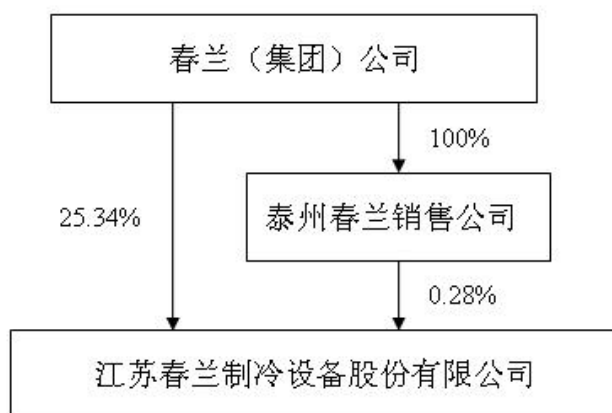 春兰（集团）公司
100%
泰州春兰销售公司
25.34%
0.28%
江苏春兰制冷设备股份有限公司